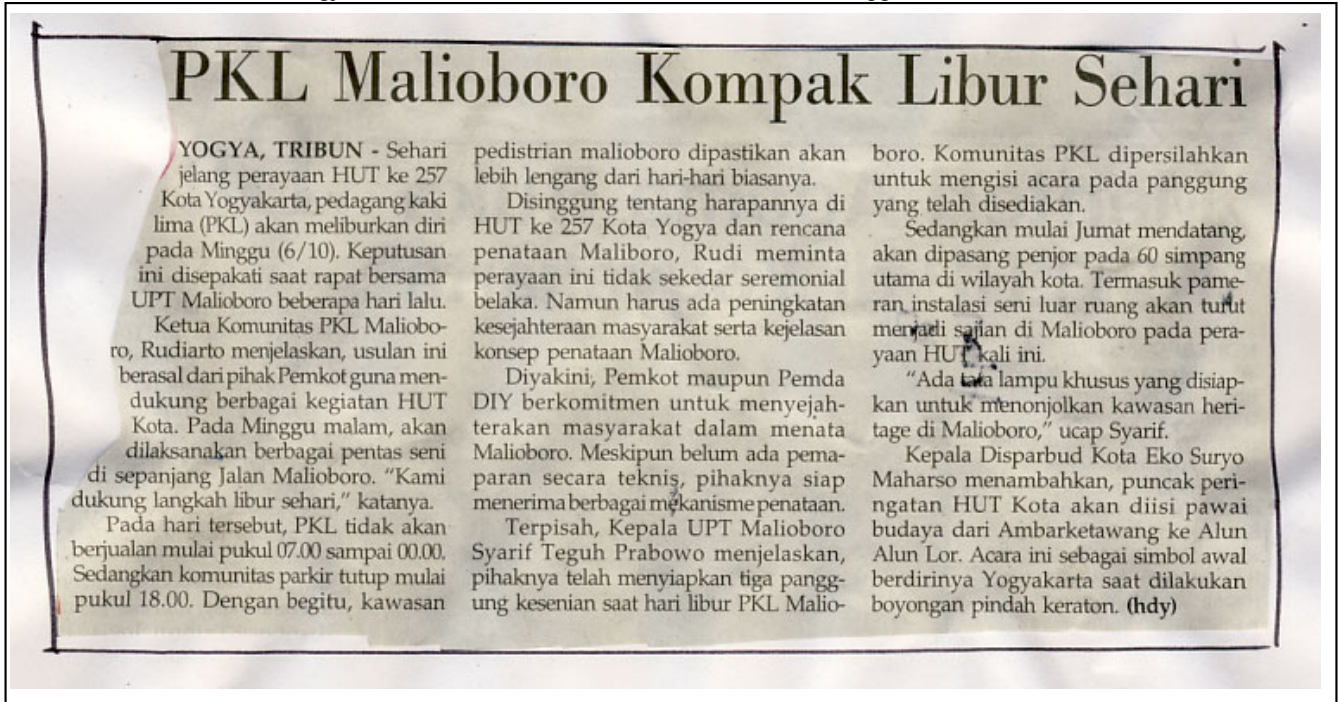 PKL Malioboro Kompak Libur Sehari
YOGYA, TRIBUN - Sehari
jelang perayaan HUT ke 257
Kota Yogyakarta, pedagang kaki
lima (PKL) akan meliburkan diri
pada Minggu (6/10). Keputusan
ini disepakati saat rapat bersama
UPT Malioboro beberapa hari lalu.
Ketua Komunitas PKL Maliobo-
ro, Rudiarto menjelaskan, usulan ini
berasal dari pihak Pemkot guna men-
dukung berbagai kegiatan HUT
Kota. Pada Minggu malam, akan
dilaksanakan berbagai pentas seni
di sepanjang Jalan Malioboro. "Kami
dukung langkah libur sehari," katanya.
Pada hari tersebut, PKL tidak akan
berjualan mulai pukul 07.00 sampai 00.00.
Sedangkan komunitas parkir tutup mulai
pukul 18.00. Dengan begitu, kawasan
pedistrian malioboro dipastikan akan
lebih lengang dari hari-hari biasanya.
Disinggung tentang harapannya di
HUT ke 257 Kota Yogya dan rencana
penataan Maliboro, Rudi meminta
perayaan ini tidak sekedar seremonial
belaka. Namun harus ada peningkatan
kesejahteraan masyarakat serta kejelasan
konsep penataan Malioboro.
Diyakini, Pemkot maupun Pemda
DIY berkomitmen untuk menyejah-
terakan masyarakat dalam menata
Malioboro. Meskipun belum ada pema-
paran secara teknis, pihaknya siap
menerima berbagai mekanisme penataan.
Terpisah, Kepala UPT Malioboro
Syarif Teguh Prabowo menjelaskan,
pihaknya telah menyiapkan tiga pangg-
ung kesenian saat hari libur PKL Malio-
boro. Komunitas PKL dipersilahkan
untuk mengisi acara pada panggung
yang telah disediakan.
Sedangkan mulai Jumat mendatang,
akan dipasang penjor pada 60 simpang
utama di wilayah kota. Termasuk pame-
ran instalasi seni luar ruang akan turut
menjadi sajian di Malioboro pada pera-
yaan HUT kali ini.
"Ada tata lampu khusus yang disiap-
kan untuk menonjolkan kawasan heri-
tage di Malioboro," ucap Syarif.
Kepala Disparbud Kota Eko Suryo
Maharso menambahkan, puncak peri-
ngatan HUT Kota akan diisi pawai
budaya dari Ambarketawang ke Alun
Alun Lor. Acara ini sebagai simbol awal
berdirinya Yogyakarta saat dilakukan
boyongan pindah keraton. (hdy)